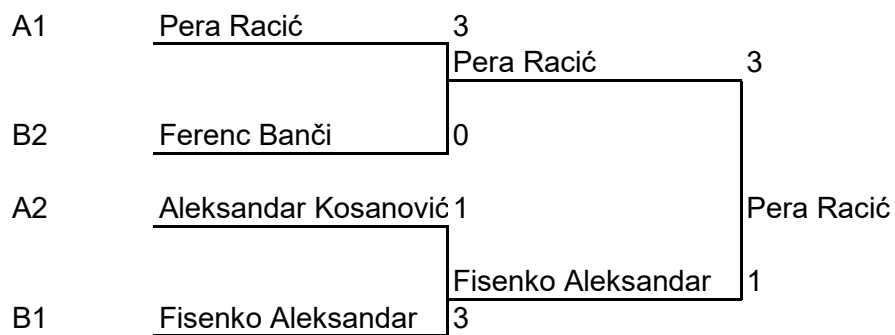 A1 Pera Racić 3
Pera Racić 3
B2 Ferenc Banči 0
A2 Aleksandar Kosanović 1
Pera Racić
Fisenko Aleksandar 1
B1 Fisenko Aleksandar 3